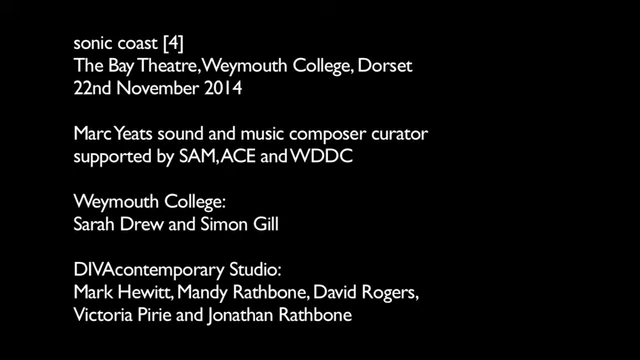 sonic coast [4]
The Bay Theatre, Weymouth College, Dorset
22nd November 2014
Marc Yeats sound and music composer curator
supported by SAM, ACE and WDDC
Weymouth College:
Sarah Drew and Simon Gill
DIVAcontemporary Studio:
Mark Hewitt, Mandy Rathbone, David Rogers,
Victoria Pirie and Jonathan Rathbone